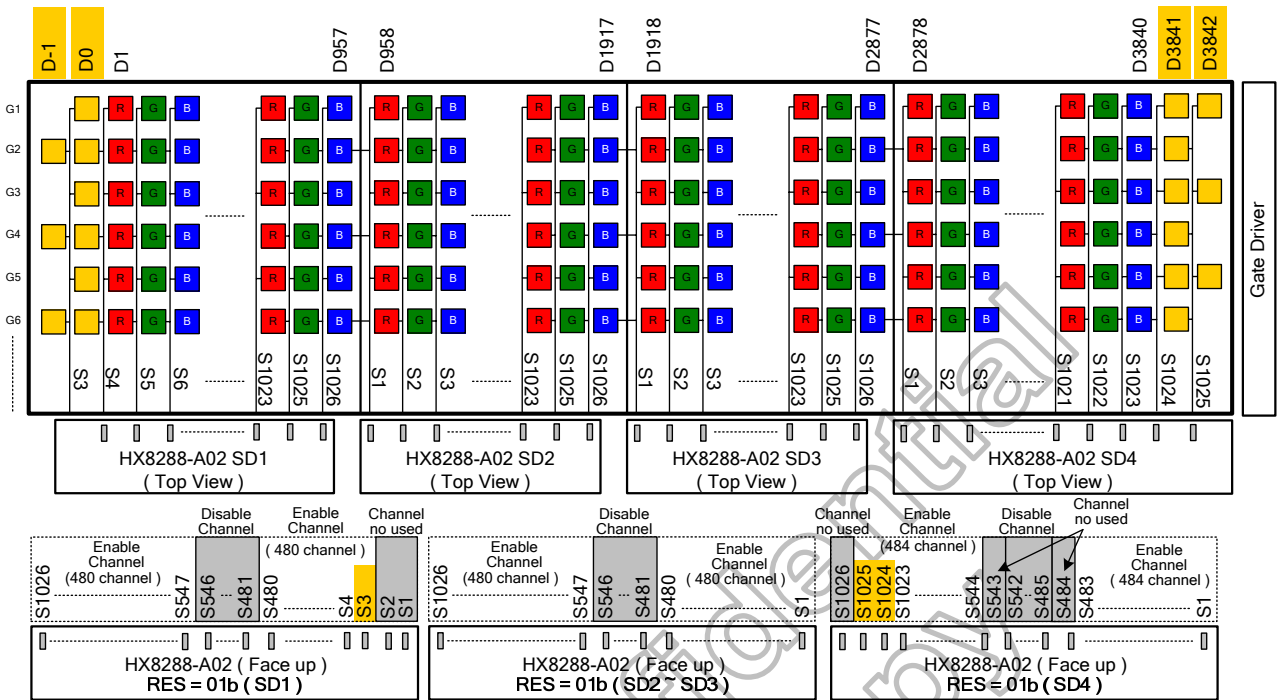 D-1 D0 D1 D957 D958 D1917 D1918 D2877 D2878 D3840 D3841 D3842
G1 R G B R G B R G B R G B R G B R G B R G B R G B
G2 R G B R G B R G B R G B R G B R G B R G B R G B
G3 R G B R G B R G B R G B R G B R G B R G B R G B
G4 R G B R G B R G B R G B R G B R G B R G B R G B
G5 R G B R G B R G B R G B R G B R G B R G B R G B
G6 R G B R G B R G B R G B R G B R G B R G B R G B
Gate Driver
S3 S4 S5 S6 ........ S1023 S1025 S1026 S1 S2 S3 ........ S1023 S1025 S1026 S1 S2 S3 ........ S1023 S1025 S1026 S1 S2 S3 ........ S1021 S1022 S1023 S1024 S1025
HX8288-A02 SD1
( Top View )
HX8288-A02 SD2
( Top View )
HX8288-A02 SD3
( Top View )
HX8288-A02 SD4
( Top View )
Enable
Channel
(480 channel )
Disable
Channel
Enable
Channel
( 480 channel )
Channel
no used
S1026 S547 S546 ... S481 S480 S4 S3 S2 S1
HX8288-A02 ( Face up )
RES = 01b ( SD1 )
Enable
Channel
(480 channel )
Disable
Channel
Enable
Channel
( 480 channel )
S1026 S547 S546 ... S481 S480 S1
HX8288-A02 ( Face up )
RES = 01b ( SD2 ~ SD3 )
Channel
no used
Enable
Channel
(484 channel )
Disable
Channel
Channel
no used
Enable
Channel
( 484 channel )
S1026 S1025 S1024 S1023 S544 S543 S542 ... S485 S484 S483 S1
HX8288-A02 ( Face up )
RES = 01b ( SD4 )